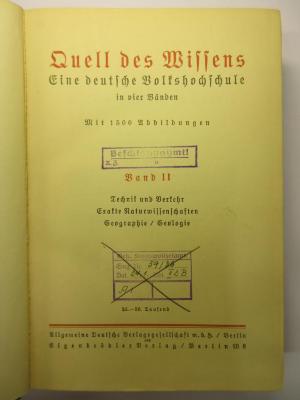 Quell des Wissens
Eine deutsche Volkshochschule
in vier Bänden
Mit 1500 Abbildungen
Beschlagnahmt!
Band II
Technik und Verkehr
Exakte Naturwissenschaften
Geographie / Geologie
Tausend
Allgemeine Deutsche Verlagsgesellschaft m. b. H. / Berlin
Eigenbrödler Verlag / Berlin W 8